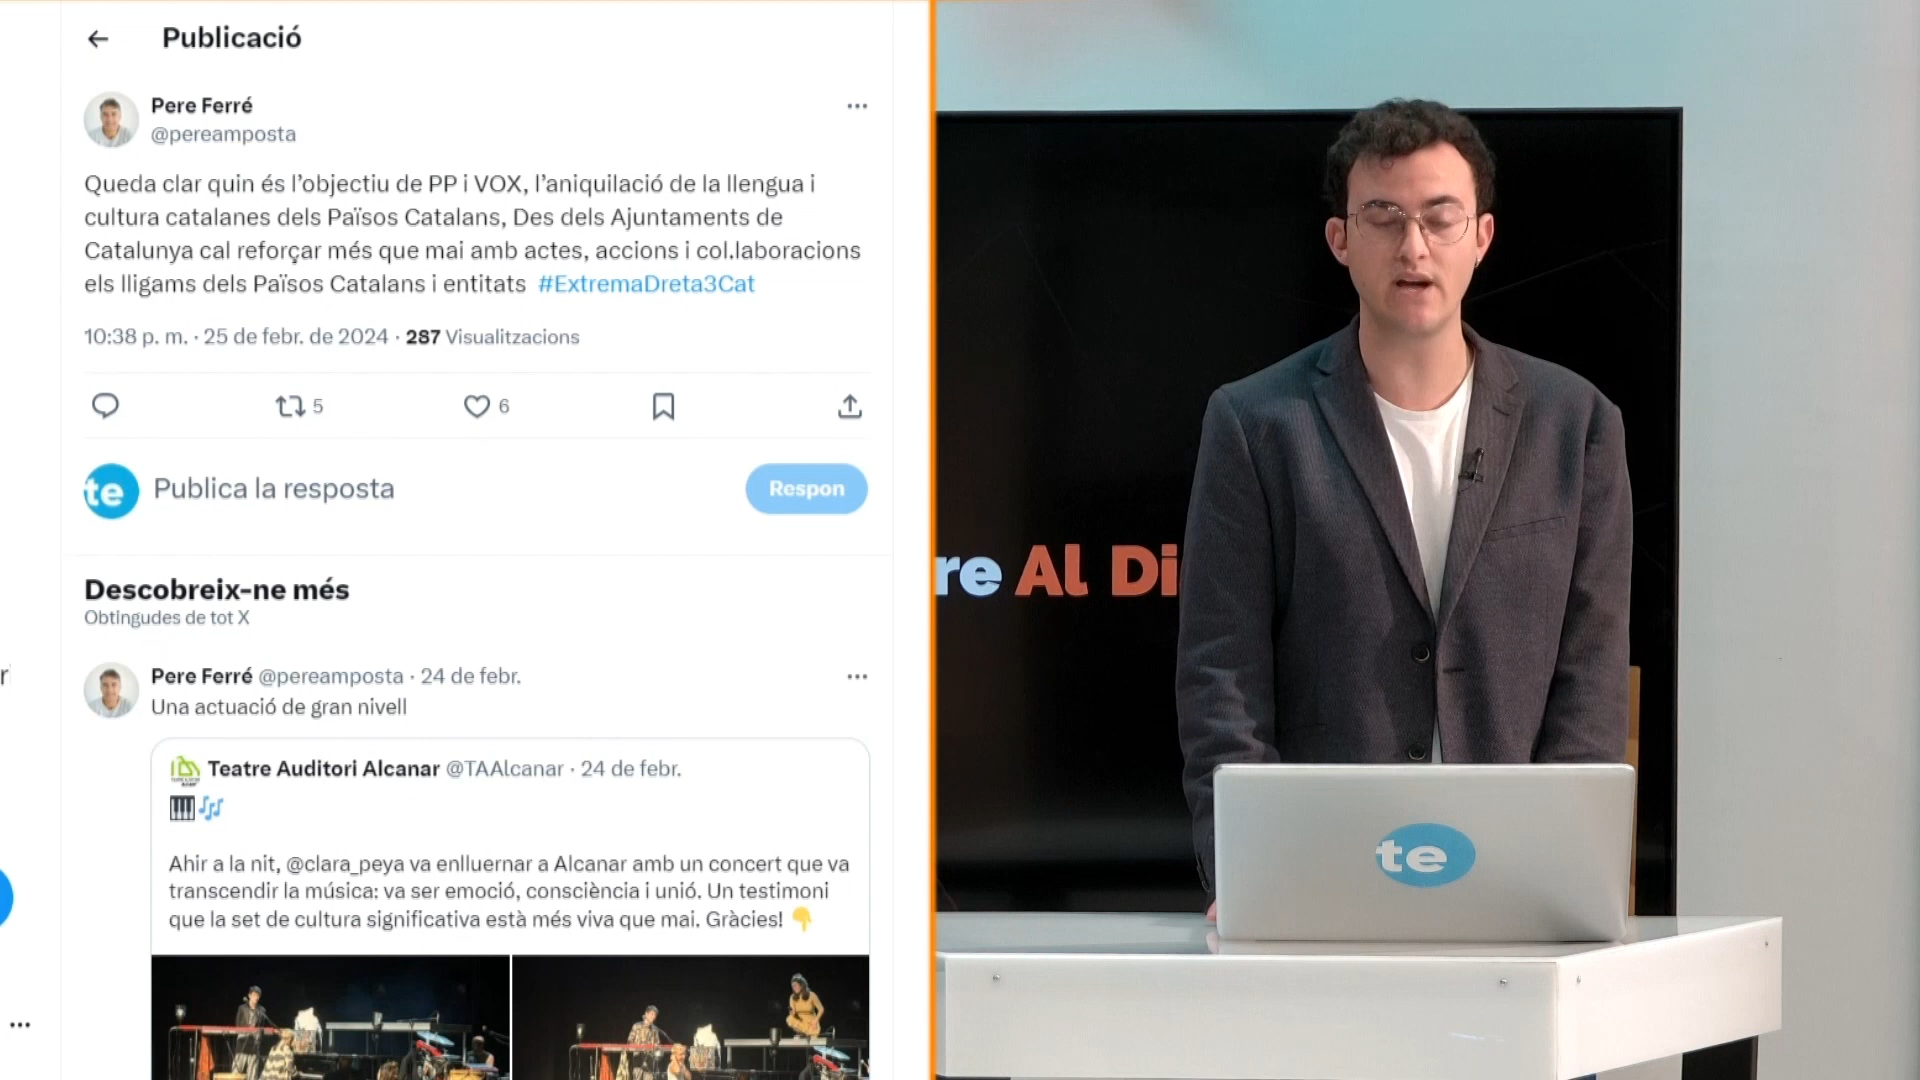 Publicació
Pere Ferré
@pereamposta
Queda clar quin és l’objectiu de PP i VOX, l’aniquilació de la llengua i
cultura catalanes dels Països Catalans, Des dels Ajuntaments de
Catalunya cal reforçar més que mai amb actes, accions i col.laboracions
els lligams dels Països Catalans i entitats #ExtremaDreta3Cat
10:38 p. m. · 25 de febr. de 2024 · 287 Visualitzacions
5
6
te Publica la resposta
Respon
Descobreix-ne més
Obtingudes de tot X
Pere Ferré @pereamposta · 24 de febr.
Una actuació de gran nivell
Teatre Auditori Alcanar @TAAlcanar · 24 de febr.
Ahir a la nit, @clara_peya va enlluernar a Alcanar amb un concert que va
transcendir la música: va ser emoció, consciència i unió. Un testimoni
que la set de cultura significativa està més viva que mai. Gràcies!
re Al Di
te